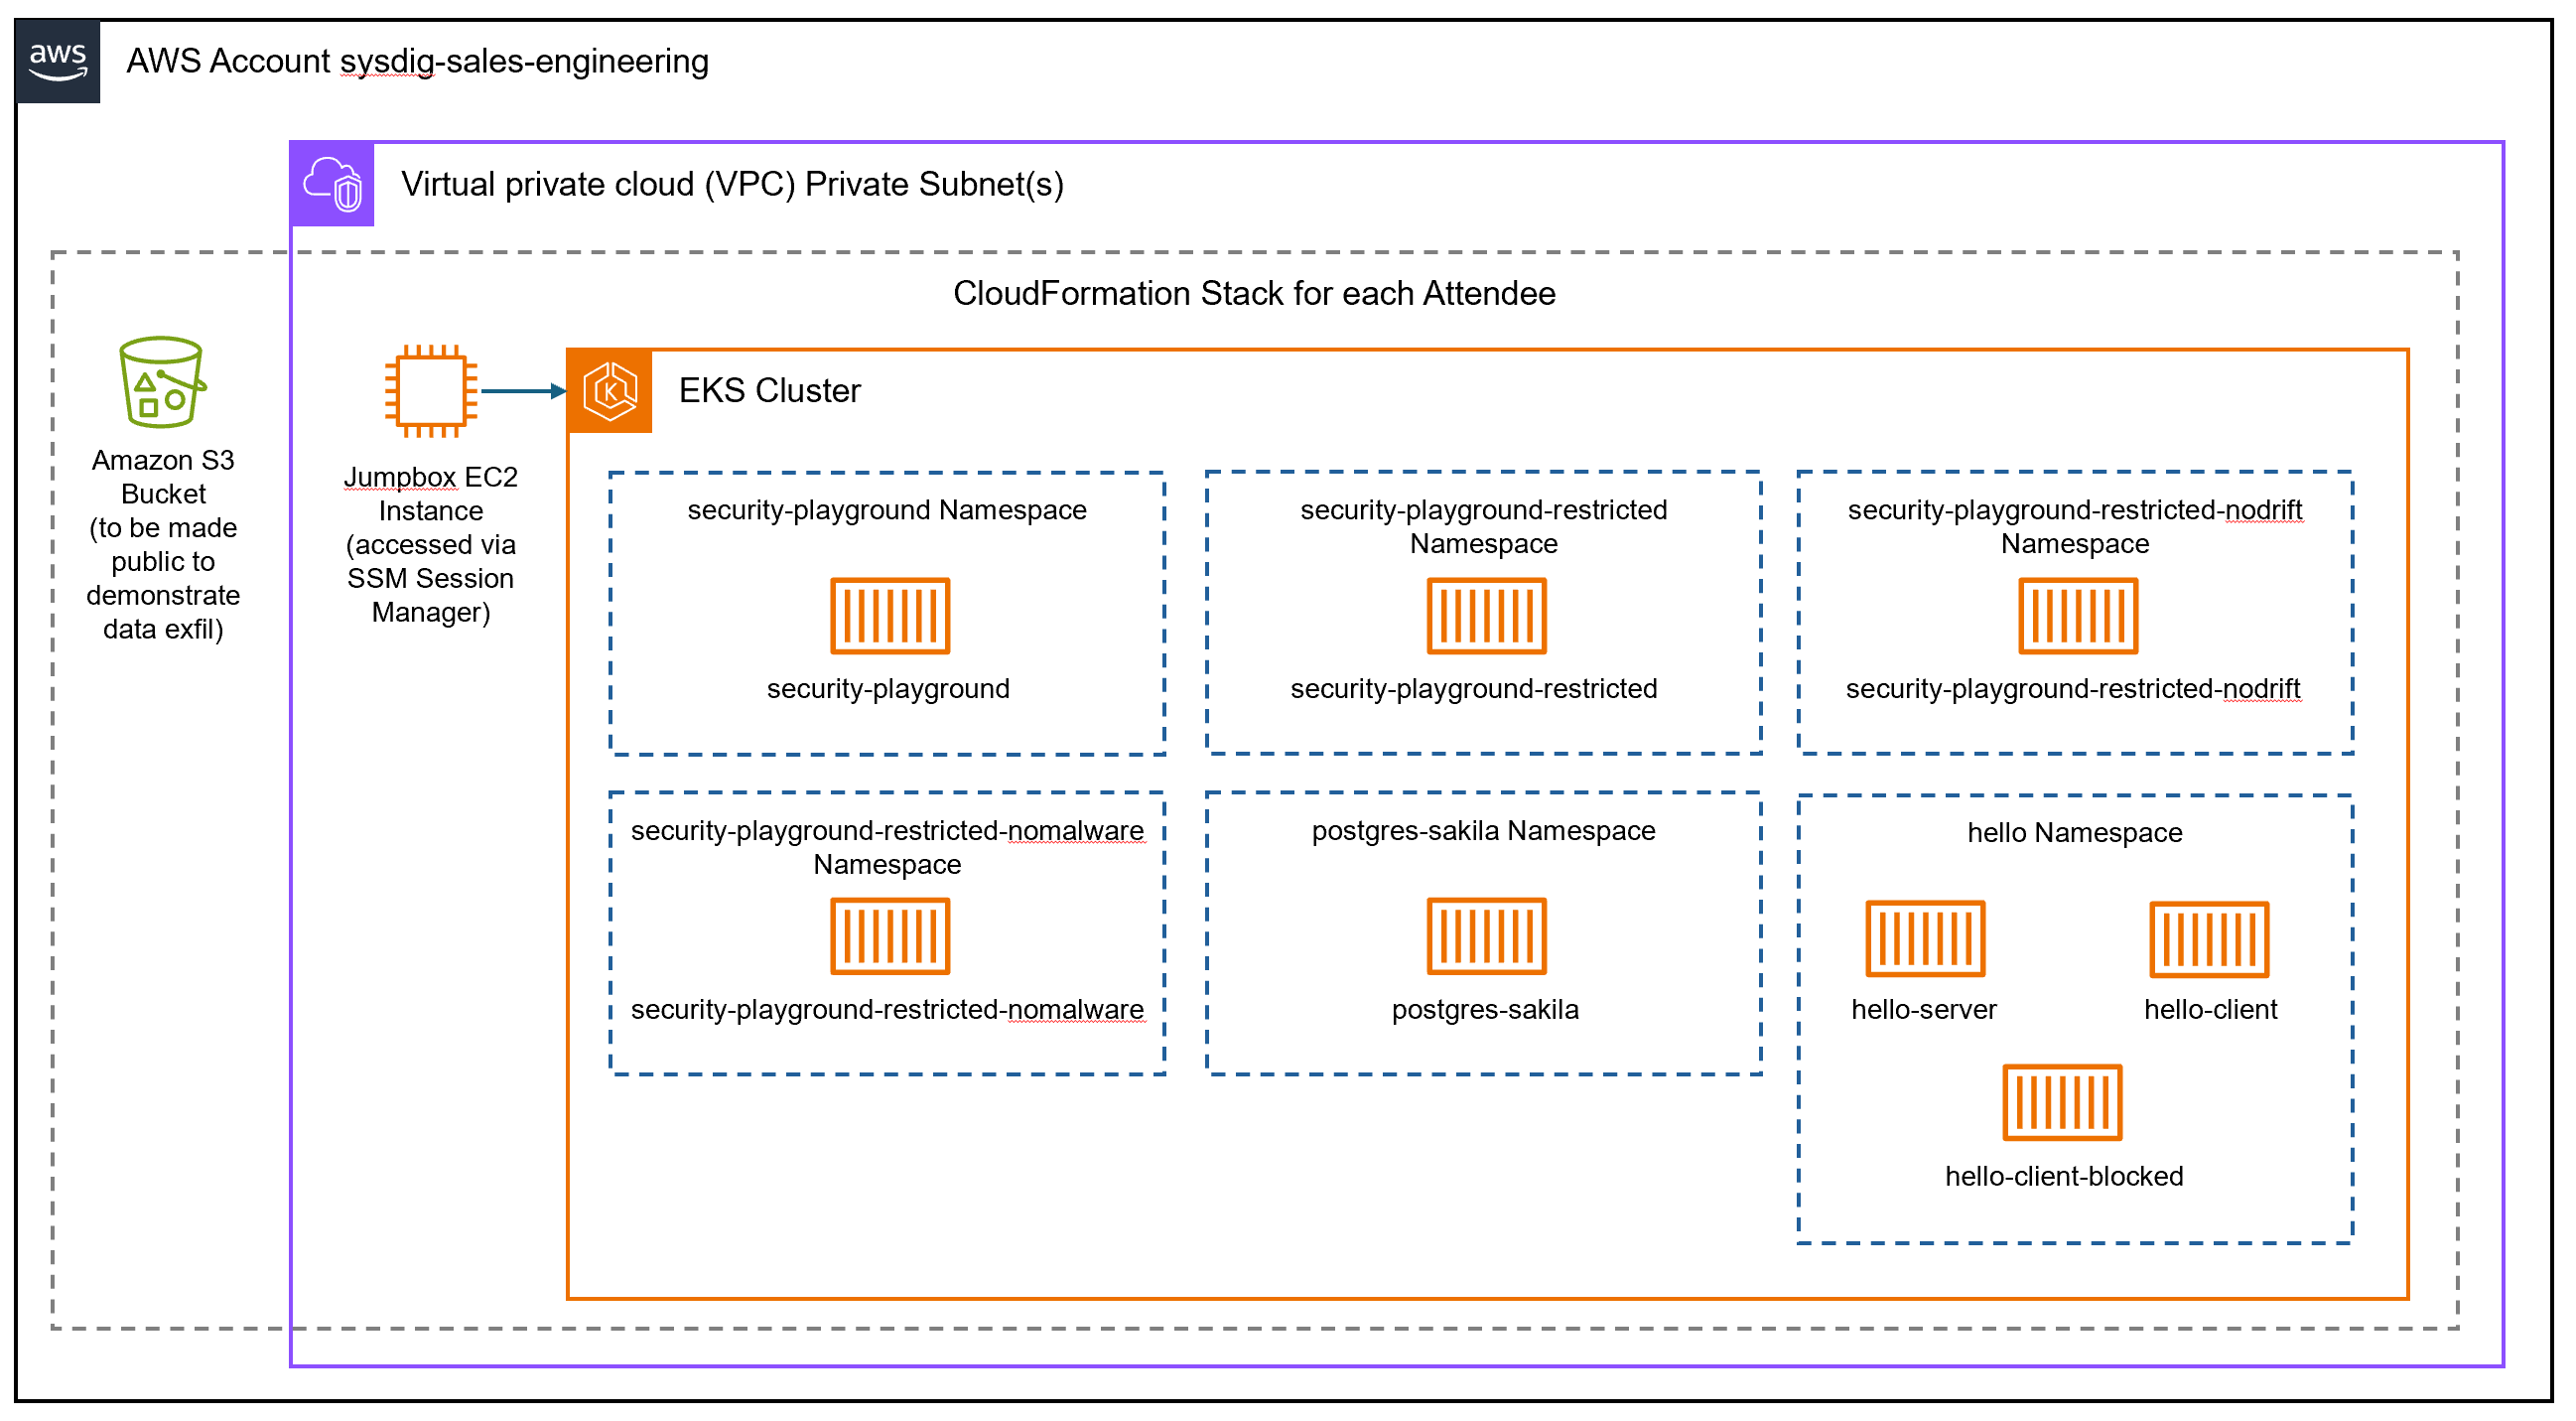 aws
AWS Account sysdig-sales-engineering
Virtual private cloud (VPC) Private Subnet(s)
CloudFormation Stack for each Attendee
Amazon S3
Bucket
(to be made
public to
demonstrate
data exfil)
Jumpbox EC2
Instance
(accessed via
SSM Session
Manager)
K
EKS Cluster
security-playground Namespace
security-playground
security-playground-restricted
Namespace
security-playground-restricted
security-playground-restricted-nodrift
Namespace
security-playground-restricted-nodrift
security-playground-restricted-nomalware
Namespace
security-playground-restricted-nomalware
postgres-sakila Namespace
postgres-sakila
hello Namespace
hello-server
hello-client
hello-client-blocked